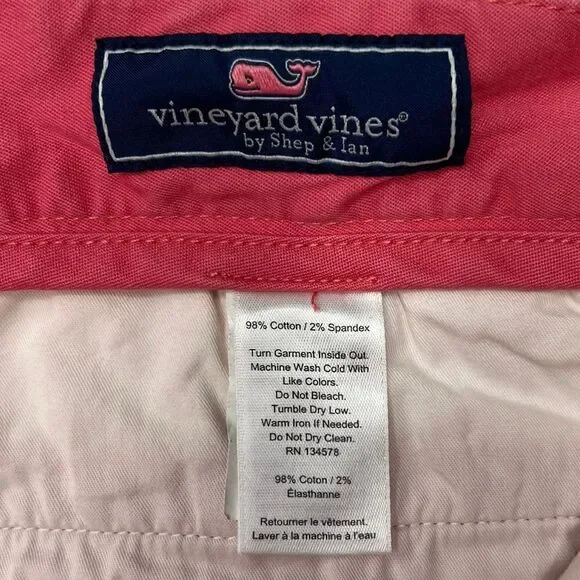 vineyard vines®
by Shep & Ian
98% Cotton / 2% Spandex
Turn Garment Inside Out.
Machine Wash Cold With
Like Colors.
Do Not Bleach.
Tumble Dry Low.
Warm Iron If Needed.
Do Not Dry Clean.
RN 134578
98% Coton / 2%
Élasthanne
Retourner le vêtement.
Laver à la machine à l'eau